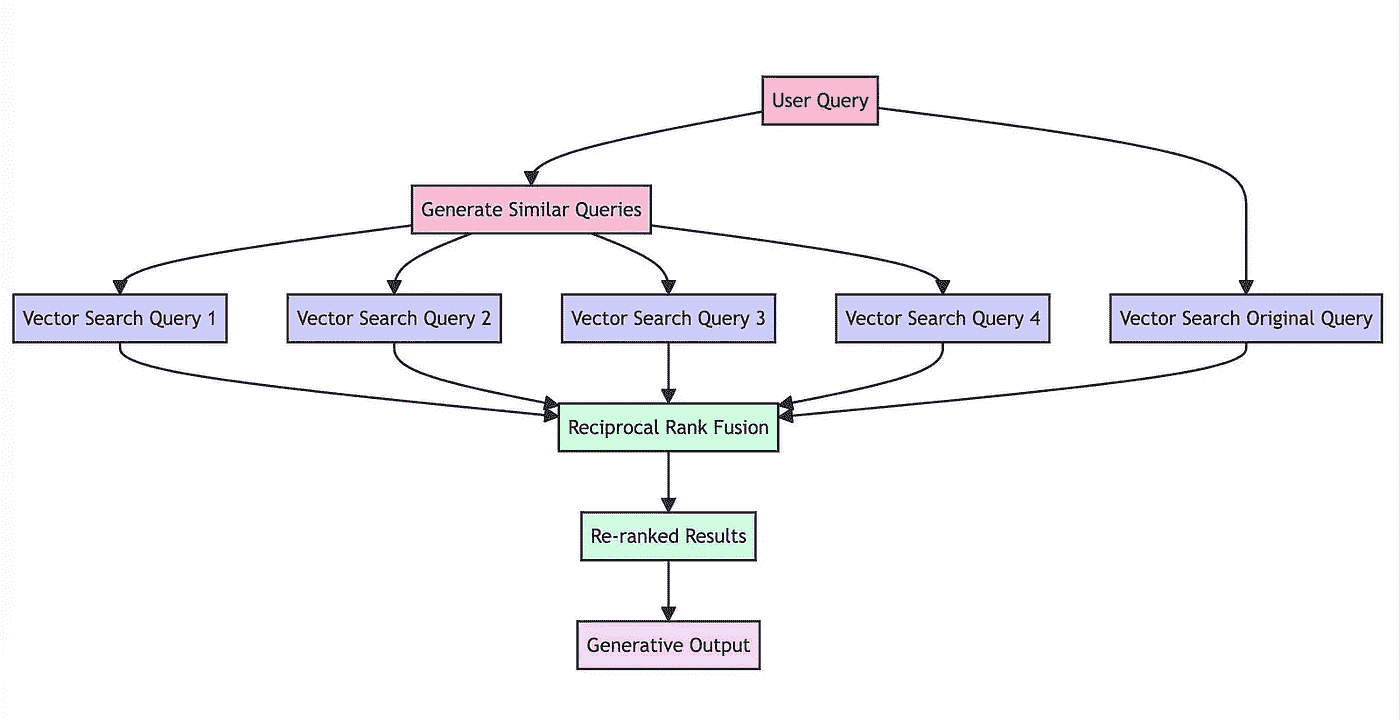 User Query
Generate Similar Queries
Vector Search Query 1
Vector Search Query 2
Vector Search Query 3
Vector Search Query 4
Vector Search Original Query
Reciprocal Rank Fusion
Re-ranked Results
Generative Output